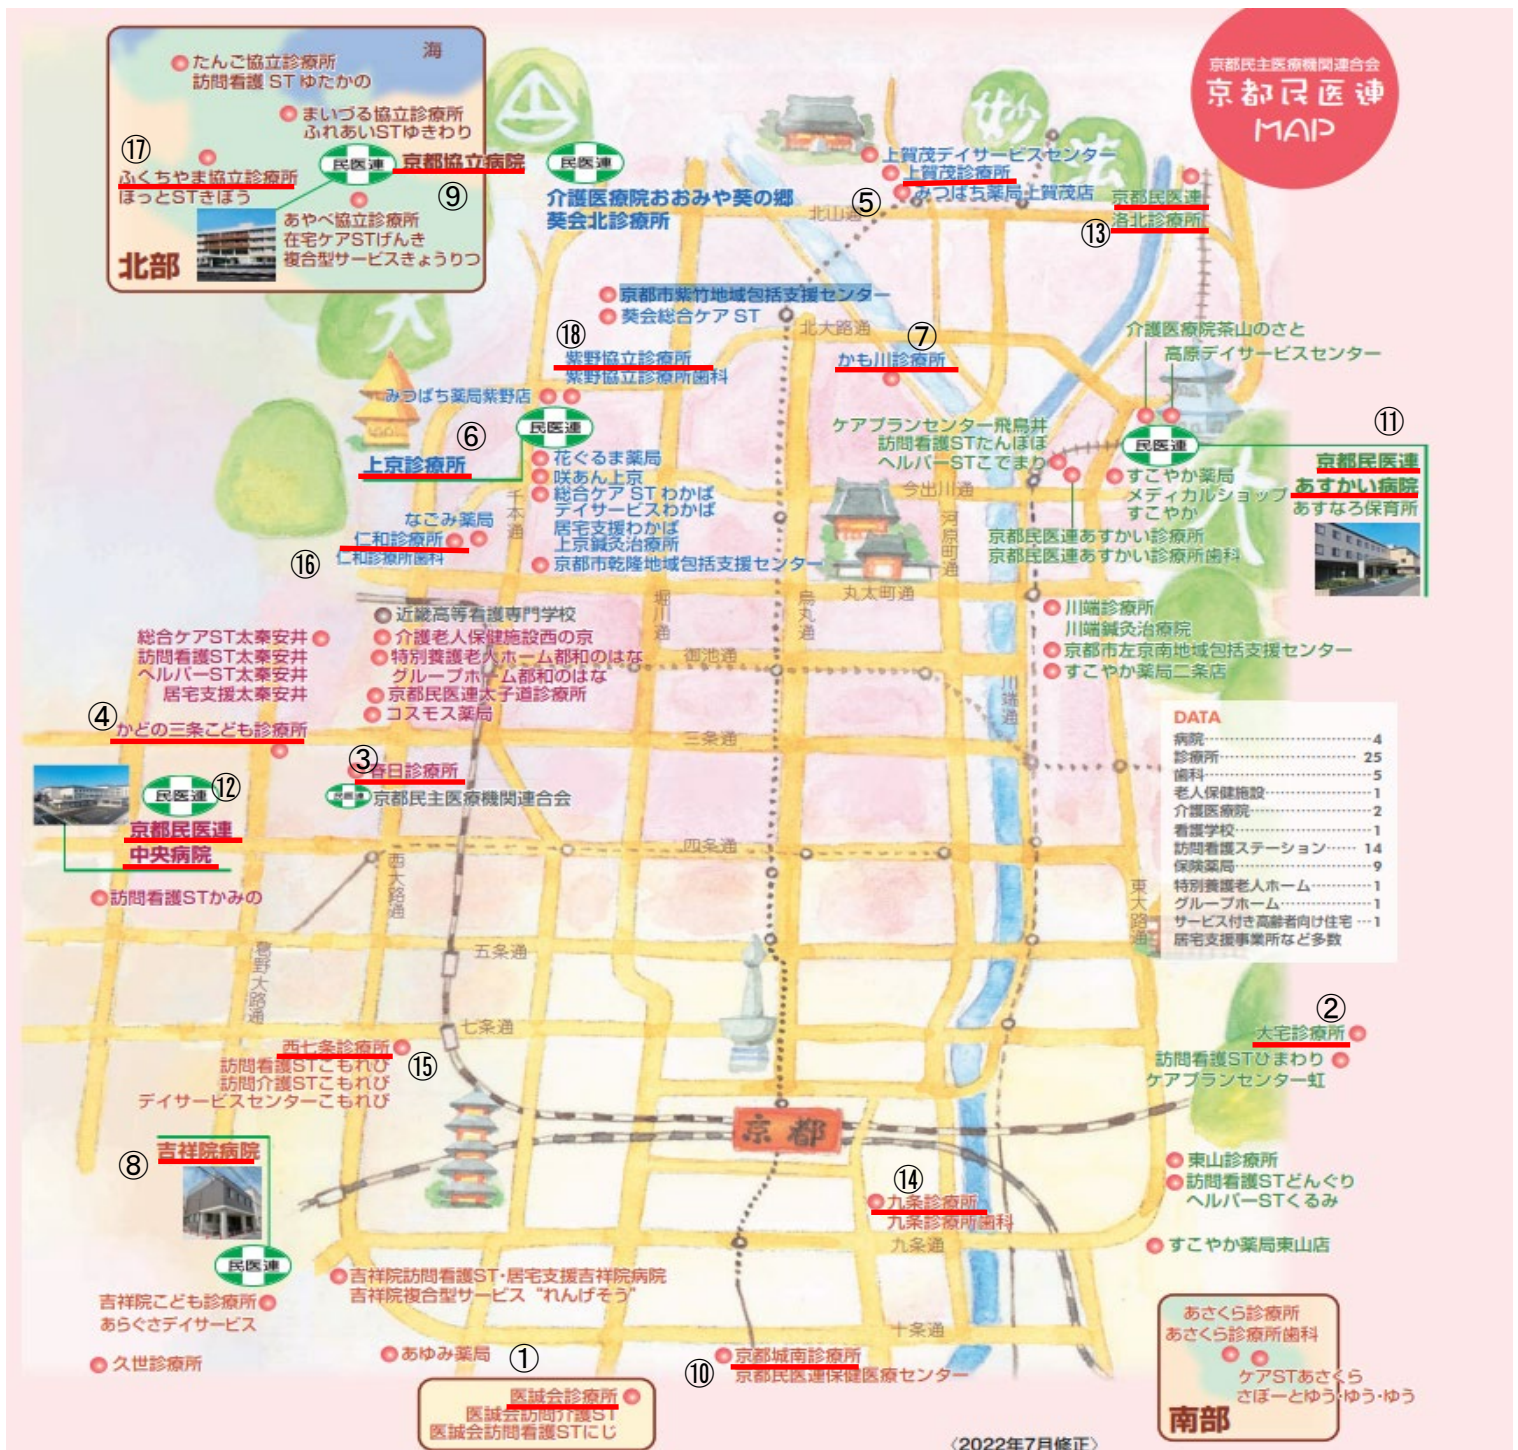 京都民主医療機関連合会
京都民医連
MAP
海
たんご協立診療所
訪問看護 ST ゆたかの
まいづる協立診療所
ふれあいSTゆきわり
⑰
ふくちやま協立診療所
ほっとSTきぼう
民医連
京都協立病院
⑨
あやべ協立診療所
在宅ケアSTげんき
複合型サービスきょうりつ
北部
民医連
介護医療院おおみや葵の郷
葵会北診療所
妙
法
上賀茂デイサービスセンター
上賀茂診療所
みつばち薬局上賀茂店
⑤
北山通
京都民医連
洛北診療所
⑬
京都市紫竹地域包括支援センター
葵会総合ケア ST
北大路通
⑱
紫野協立診療所
紫野協立診療所歯科
みつばち薬局紫野店
⑦
かも川診療所
介護医療院茶山のさと
高原デイサービスセンター
民医連
⑥
上京診療所
花ぐるま薬局
咲あん上京
総合ケア ST わかば
デイサービスわかば
居宅支援わかば
上京鍼灸治療所
京都市乾隆地域包括支援センター
千本通
なごみ薬局
仁和診療所
仁和診療所歯科
⑯
ケアプランセンター飛鳥井
訪問看護STたんぽぽ
ヘルパーSTこでまり
民医連
⑪
京都民医連
あすかい病院
あすなろ保育所
すこやか薬局
メディカルショップ
すこやか
今出川通
河原町通
京都民医連あすかい診療所
京都民医連あすかい診療所歯科
大
丸太町通
堀川通
烏丸通
近畿高等看護専門学校
介護老人保健施設西の京
特別養護老人ホーム都和のはな
グループホーム都和のはな
京都民医連太子道診療所
コスモス薬局
御池通
総合ケアST太秦安井
訪問看護ST太秦安井
ヘルパーST太秦安井
居宅支援太秦安井
川端診療所
川端鍼灸治療院
京都市左京南地域包括支援センター
すこやか薬局二条店
川端通
④
かどの三条こども診療所
三条通
③
春日診療所
民医連
京都民主医療機関連合会
民医連
⑫
京都民医連
中央病院
訪問看護STかみの
四条通
西大路通
DATA
病院 4
診療所 25
歯科 5
老人保健施設 1
介護医療院 2
看護学校 1
訪問看護ステーション 14
保険薬局 9
特別養護老人ホーム 1
グループホーム 1
サービス付き高齢者向け住宅 1
居宅支援事業所など多数
東大路通
葛野大路通
五条通
七条通
西七条診療所
⑮
訪問看護STこもれび
訪問介護STこもれび
デイサービスセンターこもれび
②
大宅診療所
訪問看護STひまわり
ケアプランセンター虹
京都
⑧
吉祥院病院
民医連
⑭
九条診療所
九条診療所歯科
九条通
東山診療所
訪問看護STどんぐり
ヘルパーSTくるみ
すこやか薬局東山店
吉祥院訪問看護ST・居宅支援吉祥院病院
吉祥院複合型サービス “れんげそう”
吉祥院こども診療所
あらぐさデイサービス
久世診療所
あゆみ薬局
十条通
①
医誠会診療所
医誠会訪問介護ST
医誠会訪問看護STにじ
⑩
京都城南診療所
京都民医連保健医療センター
あさくら診療所
あさくら診療所歯科
ケアSTあさくら
さぽーとゆう・ゆう・ゆう
南部
〈2022年7月修正〉